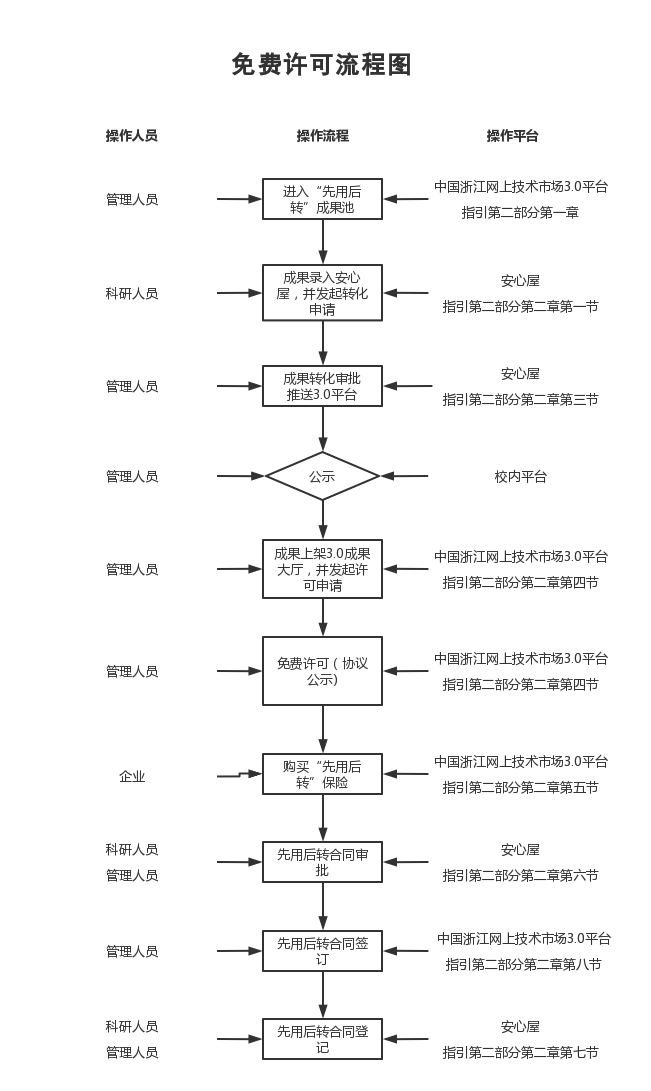 免费许可流程图
操作人员
操作流程
操作平台
管理人员
进入“先用后
转”成果池
中国浙江网上技术市场3.0平台
指引第二部分第一章
科研人员
成果录入安心
屋，并发起转化
申请
安心屋
指引第二部分第二章第一节
管理人员
成果转化审批
推送3.0平台
安心屋
指引第二部分第二章第三节
管理人员
公示
校内平台
管理人员
成果上架3.0成果
大厅，并发起许
可申请
中国浙江网上技术市场3.0平台
指引第二部分第二章第四节
管理人员
免费许可（协议
公示)
中国浙江网上技术市场3.0平台
指引第二部分第二章第四节
企业
购买“先用后
转”保险
中国浙江网上技术市场3.0平台
指引第二部分第二章第五节
科研人员
管理人员
先用后转合同审
批
安心屋
指引第二部分第二章第六节
管理人员
先用后转合同签
订
中国浙江网上技术市场3.0平台
指引第二部分第二章第八节
科研人员
管理人员
先用后转合同登
记
安心屋
指引第二部分第二章第七节